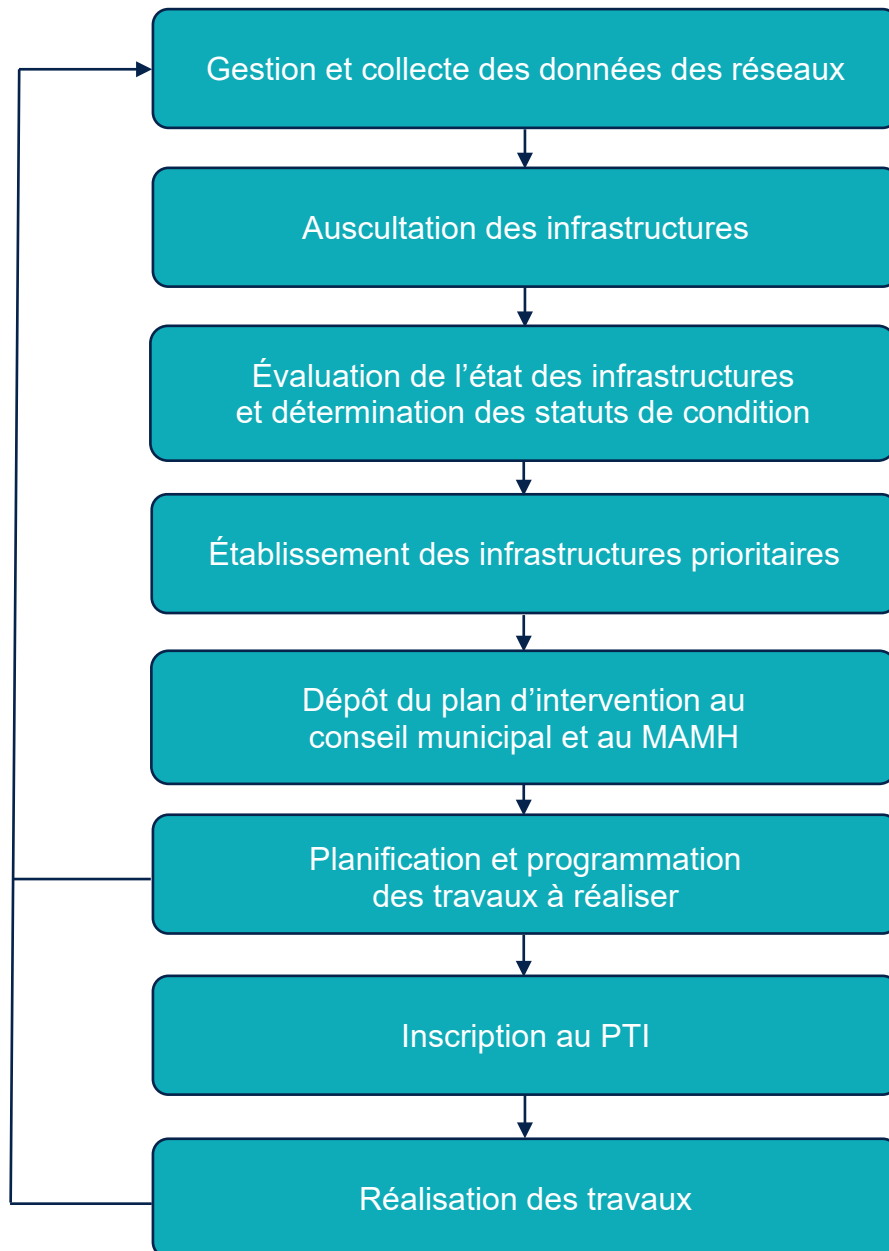 Gestion et collecte des données des réseaux
Auscultation des infrastructures
Évaluation de l’état des infrastructures
et détermination des statuts de condition
Établissement des infrastructures prioritaires
Dépôt du plan d’intervention au
conseil municipal et au MAMH
Planification et programmation
des travaux à réaliser
Inscription au PTI
Réalisation des travaux